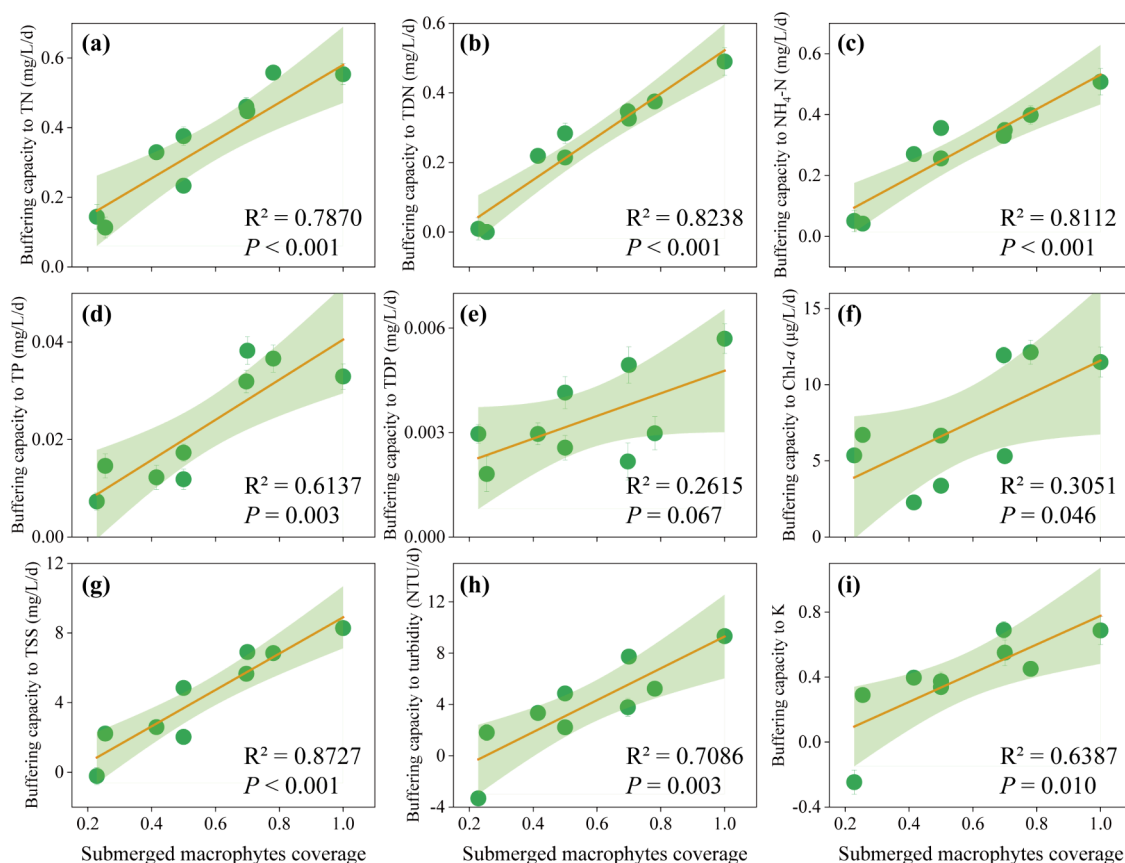 (a)
Buffering capacity to TN (mg/L/d)
0.6
0.4
0.2
0.0
R² = 0.7870
P < 0.001
(b)
Buffering capacity to TDN (mg/L/d)
0.6
0.4
0.2
0.0
R² = 0.8238
P < 0.001
(c)
Buffering capacity to NH₄-N (mg/L/d)
0.6
0.4
0.2
0.0
R² = 0.8112
P < 0.001
(d)
Buffering capacity to TP (mg/L/d)
0.04
0.02
0.00
R² = 0.6137
P = 0.003
(e)
Buffering capacity to TDP (mg/L/d)
0.006
0.003
0.000
R² = 0.2615
P = 0.067
(f)
Buffering capacity to Chl-a (μg/L/d)
15
10
5
0
R² = 0.3051
P = 0.046
(g)
Buffering capacity to TSS (mg/L/d)
12
8
4
0
R² = 0.8727
P < 0.001
0.2 0.4 0.6 0.8 1.0
Submerged macrophytes coverage
(h)
Buffering capacity to turbidity (NTU/d)
12
8
4
0
-4
R² = 0.7086
P = 0.003
0.2 0.4 0.6 0.8 1.0
Submerged macrophytes coverage
(i)
Buffering capacity to K
0.8
0.4
0.0
-0.4
R² = 0.6387
P = 0.010
0.2 0.4 0.6 0.8 1.0
Submerged macrophytes coverage